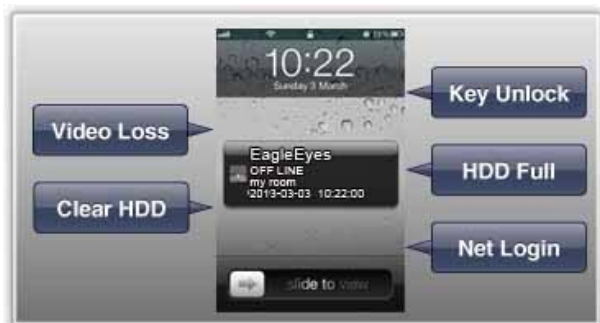 10:22
Sunday 3 March
Video Loss
Key Unlock
EagleEyes
OFF LINE
my room
2013-03-03 10:22:00
Clear HDD
HDD Full
Net Login
slide to view